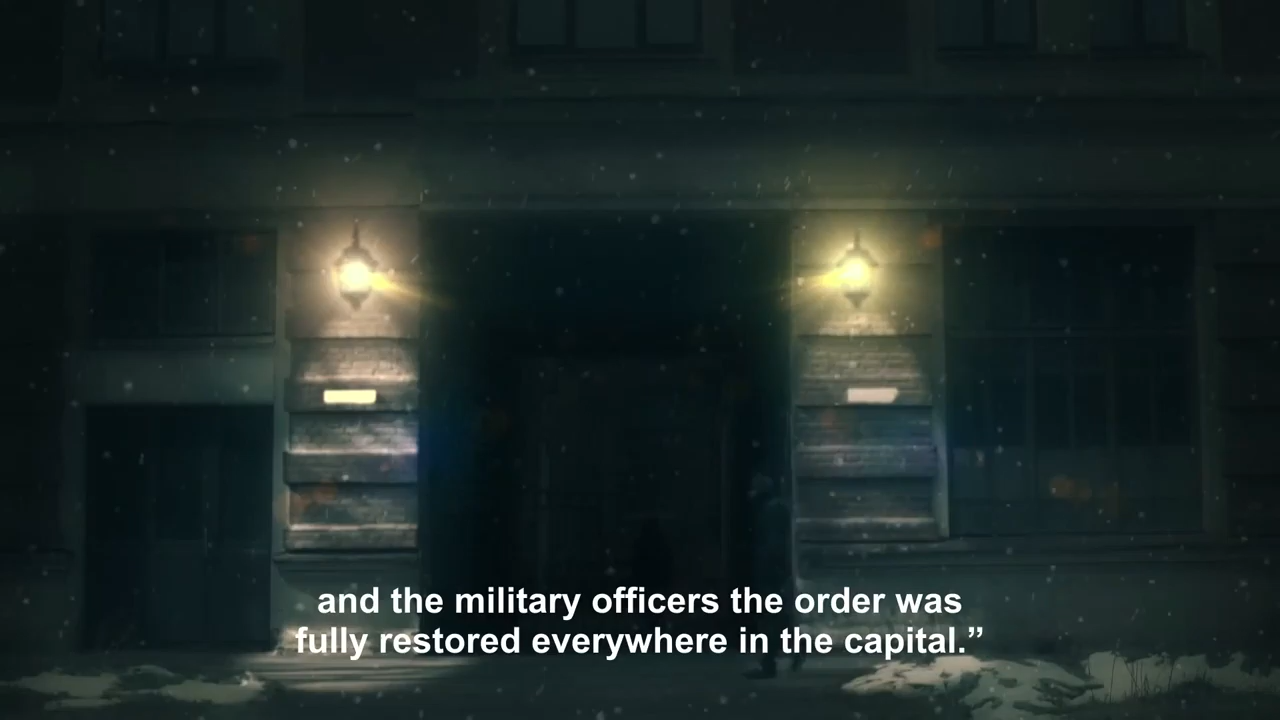 and the military officers the order was
fully restored everywhere in the capital.”